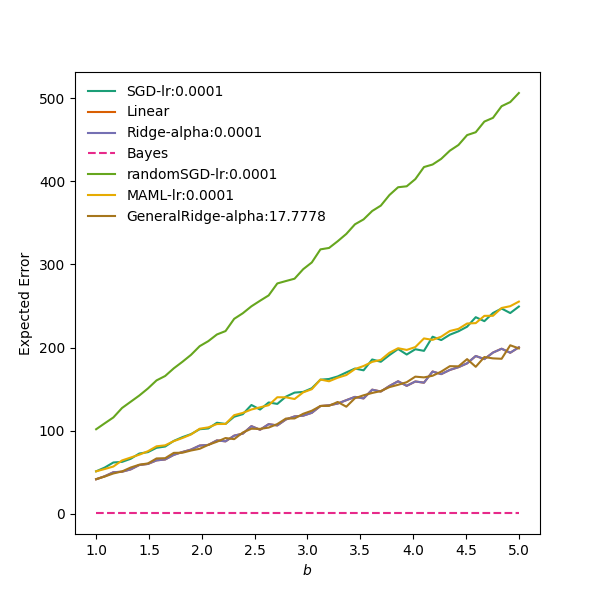 SGD-lr:0.0001
Linear
Ridge-alpha:0.0001
Bayes
randomSGD-lr:0.0001
MAML-lr:0.0001
GeneralRidge-alpha:17.7778
Expected Error
500
400
300
200
100
0
1.0 1.5 2.0 2.5 3.0 3.5 4.0 4.5 5.0
b